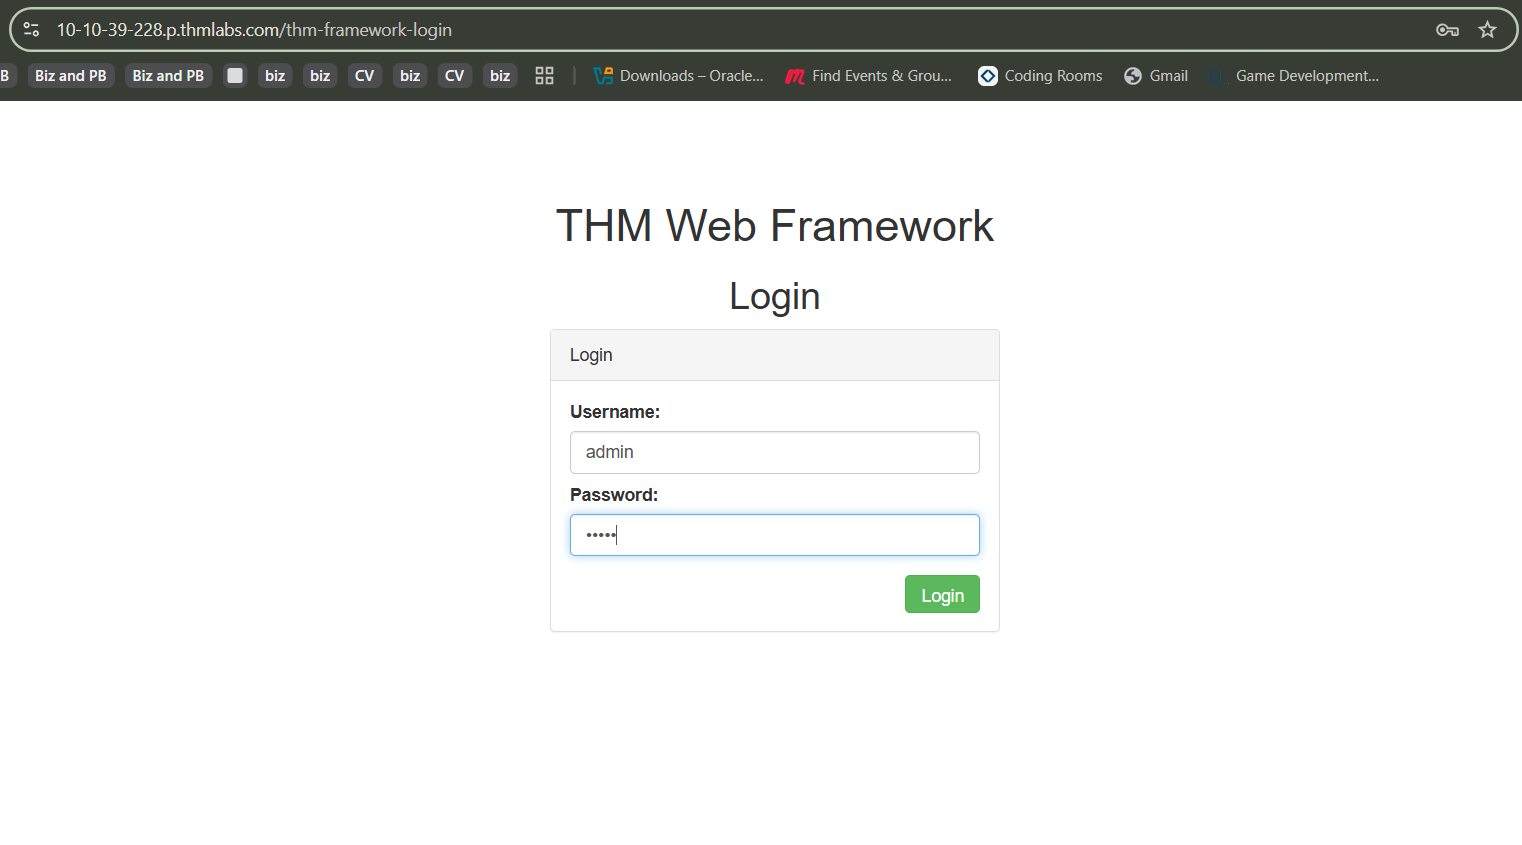 10-10-39-228.p.thmlabs.com/thm-framework-login
B Biz and PB Biz and PB biz biz CV biz CV biz Downloads – Oracle... Find Events & Grou... Coding Rooms Gmail Game Development...
THM Web Framework
Login
Login
Username:
admin
Password:
•••••
Login